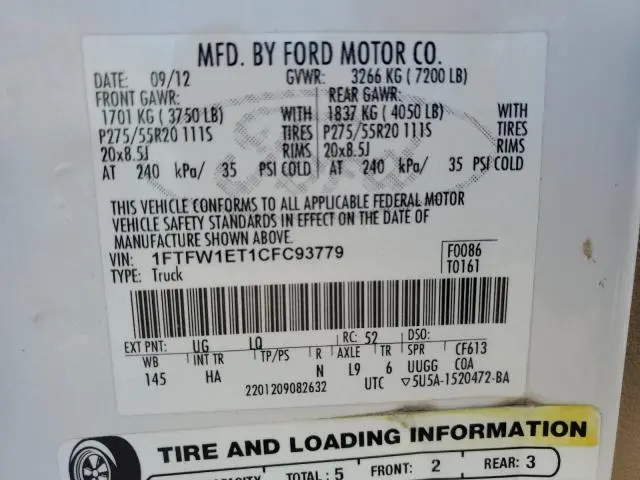 MFD. BY FORD MOTOR CO.
DATE: 09/12 GVWR: 3266 KG ( 7200 LB)
FRONT GAWR: REAR GAWR:
1701 KG ( 3750 LB) WITH 1837 KG ( 4050 LB) WITH
P275/55R20 111S TIRES P275/55R20 111S TIRES
20x8.5J RIMS 20x8.5J RIMS
AT 240 kPa/ 35 PSI COLD AT 240 kPa/ 35 PSI COLD
THIS VEHICLE CONFORMS TO ALL APPLICABLE FEDERAL MOTOR
VEHICLE SAFETY STANDARDS IN EFFECT ON THE DATE OF
MANUFACTURE SHOWN ABOVE.
VIN: 1FTFW1ET1CFC93779 F0086
TYPE: Truck T0161
EXT PNT: UG LQ RC: 52 DSO:
WB INT TR TP/PS R AXLE TR SPR CF613
145 HA N L9 6 UUGG COA
2201209082632 UTC ▽5U5A-1520472-BA
TIRE AND LOADING INFORMATION
TOTAL: 5 FRONT: 2 REAR: 3